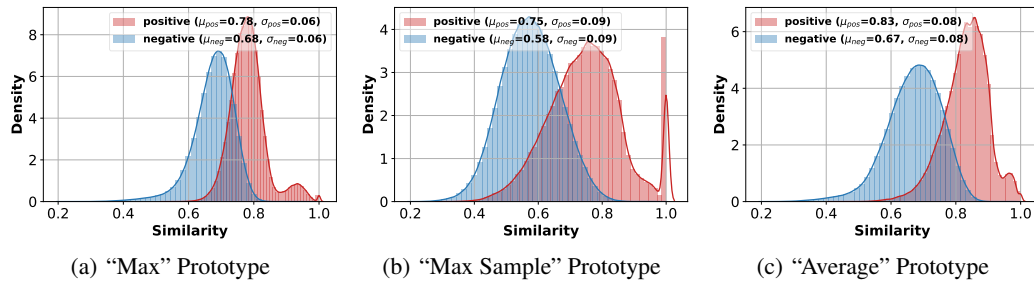 positive (μpos=0.78, σpos=0.06)
negative (μneg=0.68, σneg=0.06)
8
6
4
2
0
Density
0.2 0.4 0.6 0.8 1.0
Similarity
(a) “Max” Prototype
positive (μpos=0.75, σpos=0.09)
negative (μneg=0.58, σneg=0.09)
4
3
2
1
0
Density
0.2 0.4 0.6 0.8 1.0
Similarity
(b) “Max Sample” Prototype
positive (μpos=0.83, σpos=0.08)
negative (μneg=0.67, σneg=0.08)
6
4
2
0
Density
0.2 0.4 0.6 0.8 1.0
Similarity
(c) “Average” Prototype